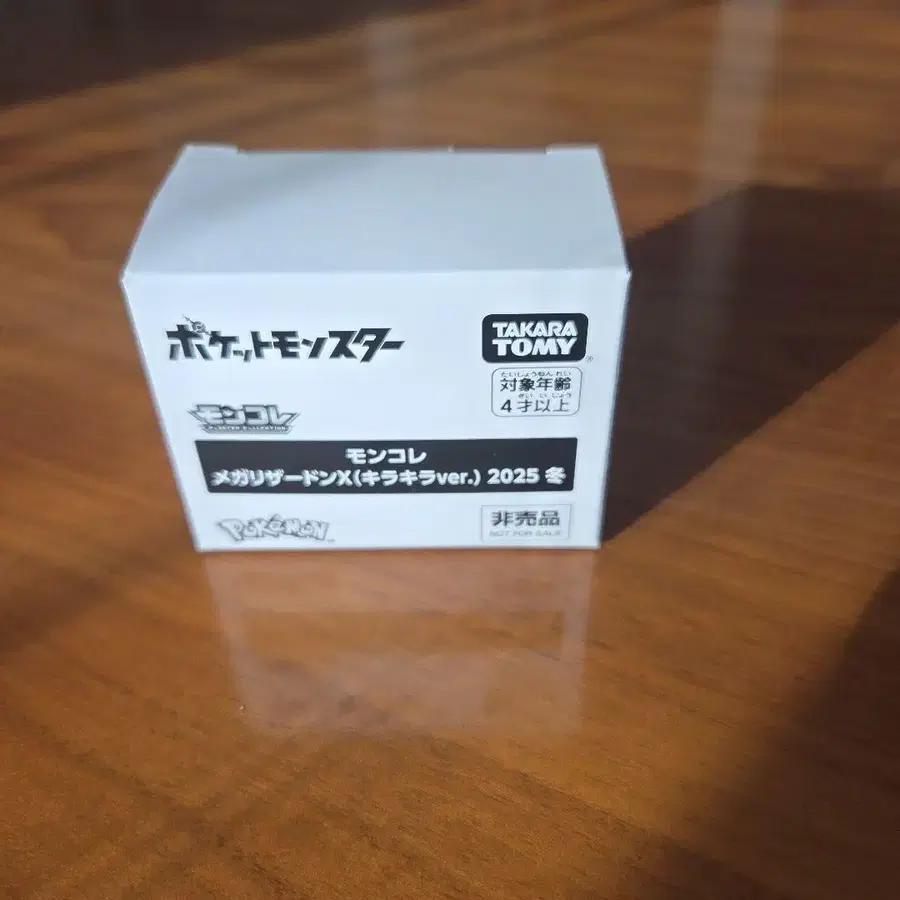 ポケットモンスター
TAKARA
TOMY
®
たいしょうねんれい
対象年齢
さいいじょう
4才以上
モンコレ
MONSTER COLLECTION
モンコレ
メガリザードンX(キラキラver.) 2025 冬
POKéMON
非売品
NOT FOR SALE